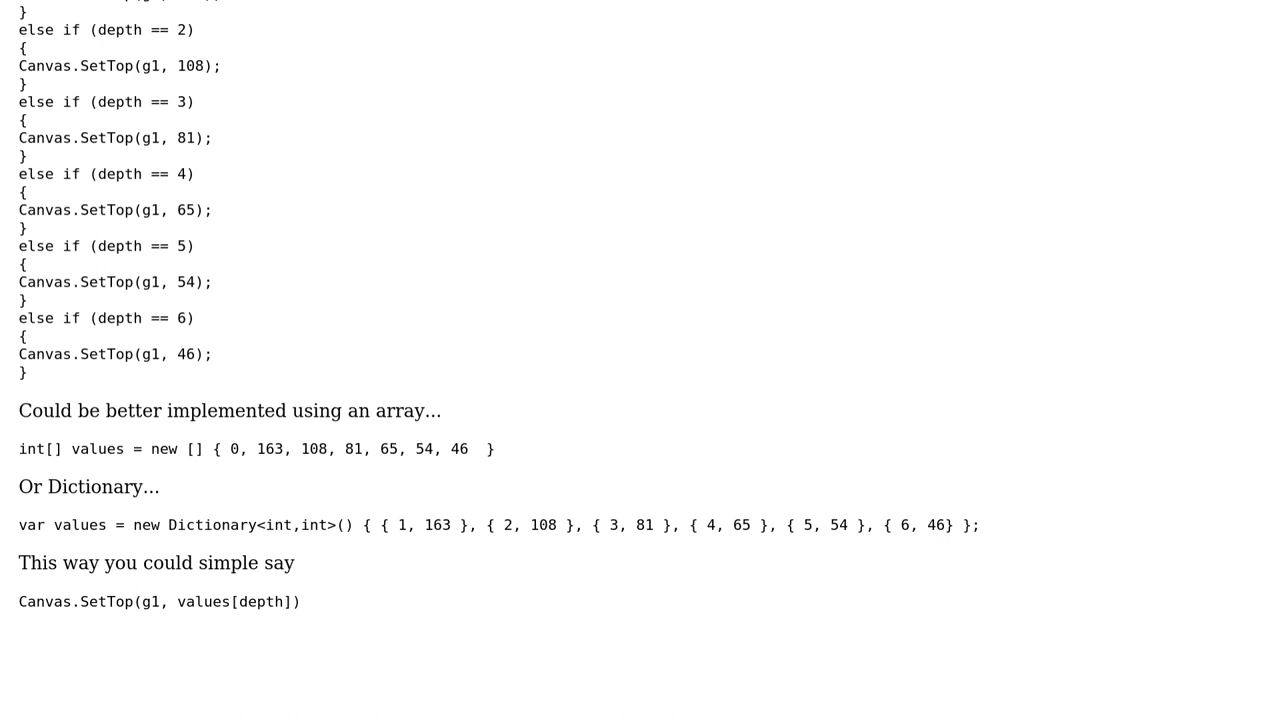 }
else if (depth == 2)
{
Canvas.SetTop(g1, 108);
}
else if (depth == 3)
{
Canvas.SetTop(g1, 81);
}
else if (depth == 4)
{
Canvas.SetTop(g1, 65);
}
else if (depth == 5)
{
Canvas.SetTop(g1, 54);
}
else if (depth == 6)
{
Canvas.SetTop(g1, 46);
}
Could be better implemented using an array...
int[] values = new [] { 0, 163, 108, 81, 65, 54, 46  }
Or Dictionary...
var values = new Dictionary<int,int>() { { 1, 163 }, { 2, 108 }, { 3, 81 }, { 4, 65 }, { 5, 54 }, { 6, 46} };
This way you could simple say
Canvas.SetTop(g1, values[depth])